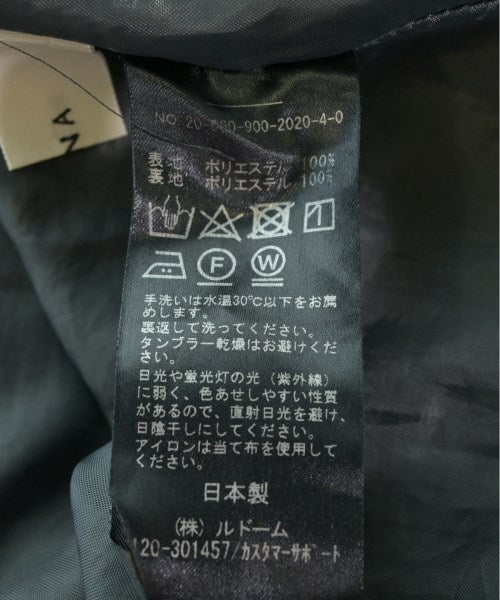 NA
NO. 20-060-900-2020-4-0
表地 ポリエステル 100%
裏地 ポリエステル 100%
F W
手洗いは水温30℃以下をお薦
めします。
裏返して洗ってください。
タンブラー乾燥はお避けくださ
い。
日光や蛍光灯の光（紫外線）
に弱く、色あせしやすい性質
があるので、直射日光を避け、
日陰干しにしてください。
アイロンは当て布を使用して
ください。
日本製
（株）ルドーム
120-301457/カスタマーサポート